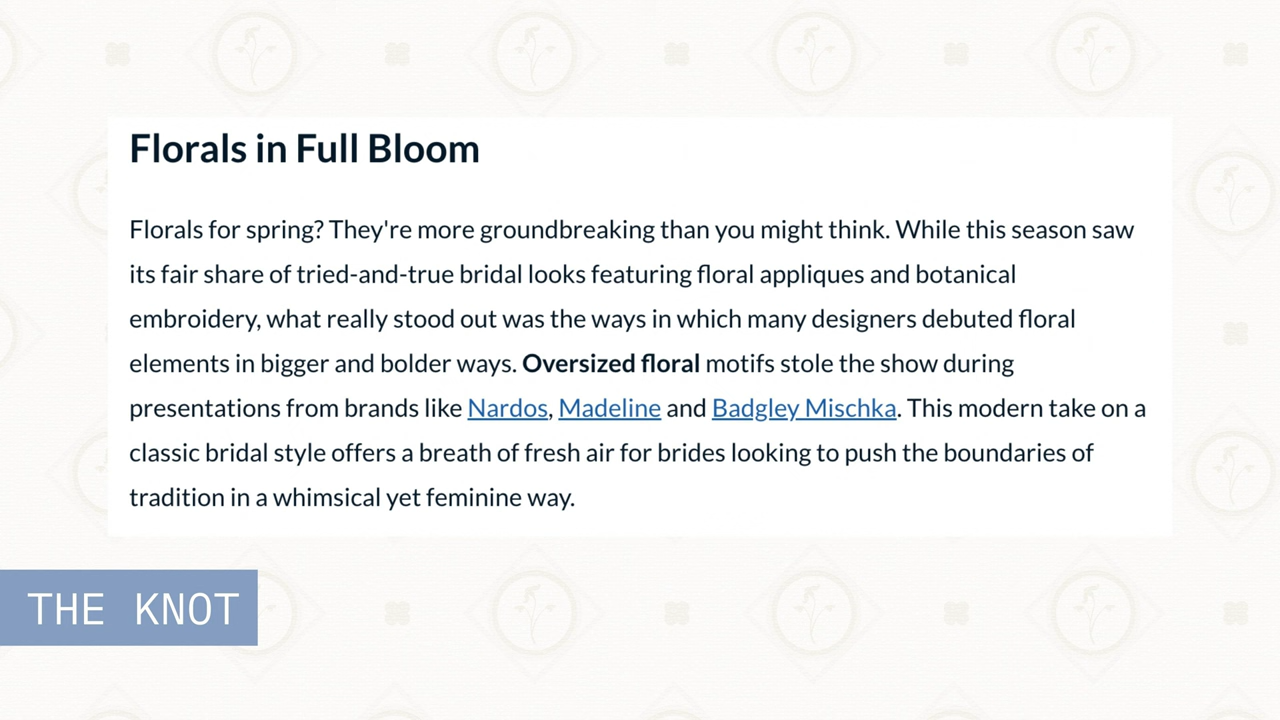 Florals in Full Bloom
Florals for spring? They're more groundbreaking than you might think. While this season saw
its fair share of tried-and-true bridal looks featuring floral appliques and botanical
embroidery, what really stood out was the ways in which many designers debuted floral
elements in bigger and bolder ways. Oversized floral motifs stole the show during
presentations from brands like Nardos, Madeline and Badgley Mischka. This modern take on a
classic bridal style offers a breath of fresh air for brides looking to push the boundaries of
tradition in a whimsical yet feminine way.
THE KNOT